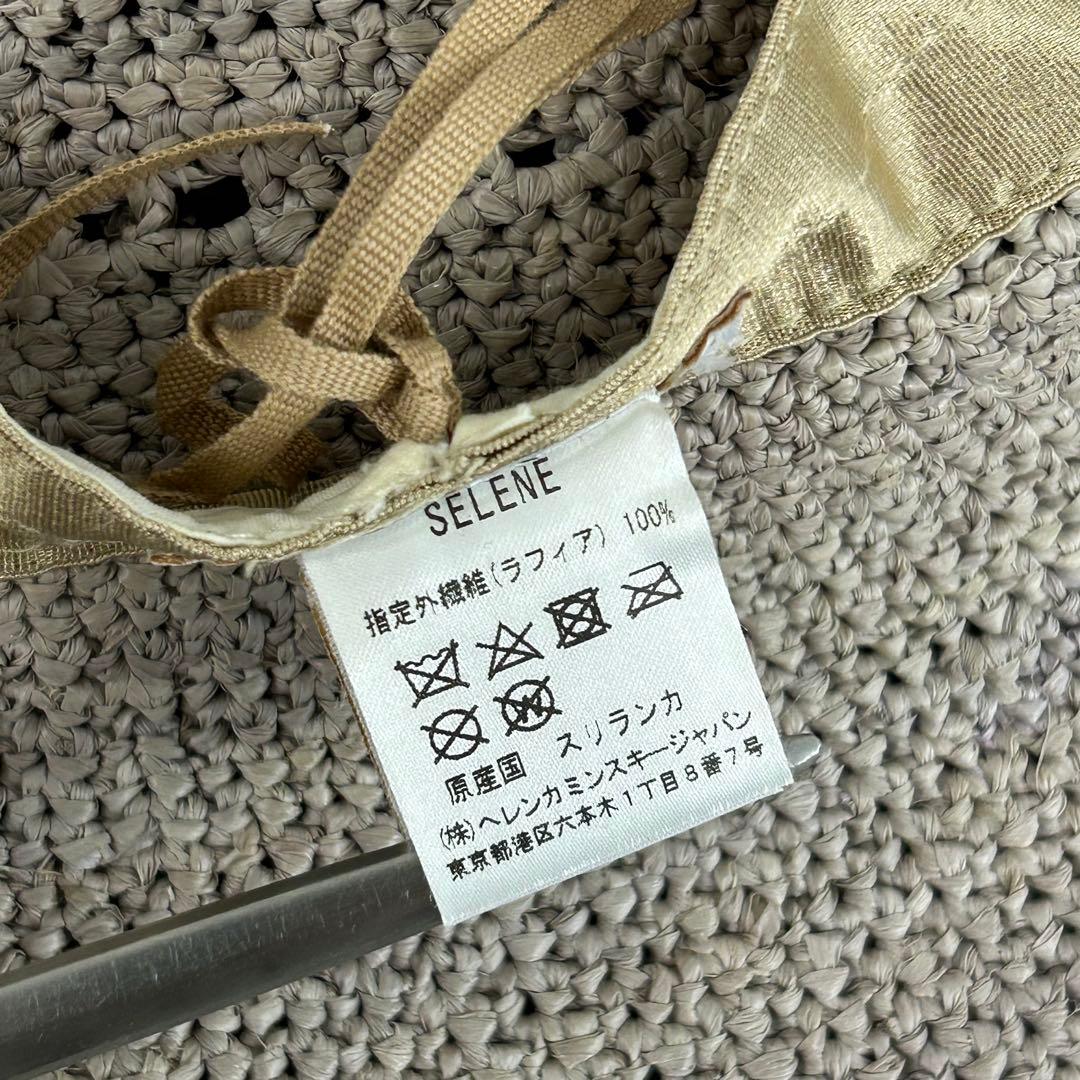 SELENE
指定外繊維(ラフィア) 100%
W
原産国 スリランカ
(株)ヘレンカミンスキージャパン
東京都港区六本木1丁目8番7号